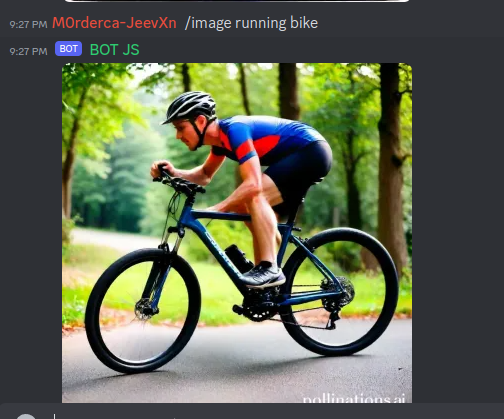 9:27 PM M0rderca-JeevXn /image running bike
9:27 PM BOT BOT JS
pollinations.ai